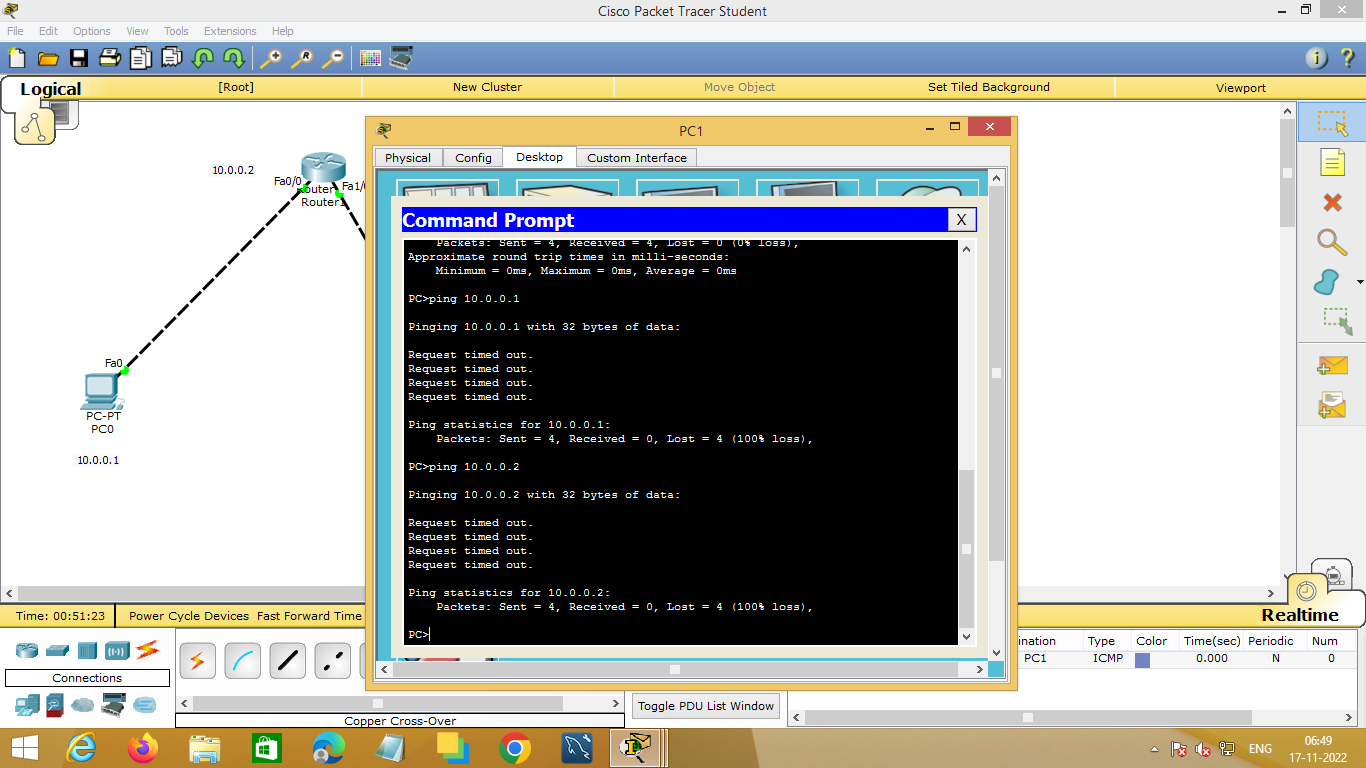 Cisco Packet Tracer Student
File Edit Options View Tools Extensions Help
Logical [Root] New Cluster Move Object Set Tiled Background Viewport
PC1
Physical Config Desktop Custom Interface
10.0.0.2
Fa0/0
Fa1/
Router1
Command Prompt X
Packets: Sent = 4, Received = 4, Lost = 0 (0% loss),
Approximate round trip times in milli-seconds:
Minimum = 0ms, Maximum = 0ms, Average = 0ms
PC>ping 10.0.0.1
Pinging 10.0.0.1 with 32 bytes of data:
Request timed out.
Request timed out.
Request timed out.
Request timed out.
Ping statistics for 10.0.0.1:
Packets: Sent = 4, Received = 0, Lost = 4 (100% loss),
PC>ping 10.0.0.2
Pinging 10.0.0.2 with 32 bytes of data:
Request timed out.
Request timed out.
Request timed out.
Request timed out.
Ping statistics for 10.0.0.2:
Packets: Sent = 4, Received = 0, Lost = 4 (100% loss),
PC>
Fa0
PC-PT
PC0
10.0.0.1
Time: 00:51:23 Power Cycle Devices Fast Forward Time
Realtime
Connections
Copper Cross-Over
Toggle PDU List Window
ination Type Color Time(sec) Periodic Num
PC1 ICMP 0.000 N 0
ENG
06:49
17-11-2022